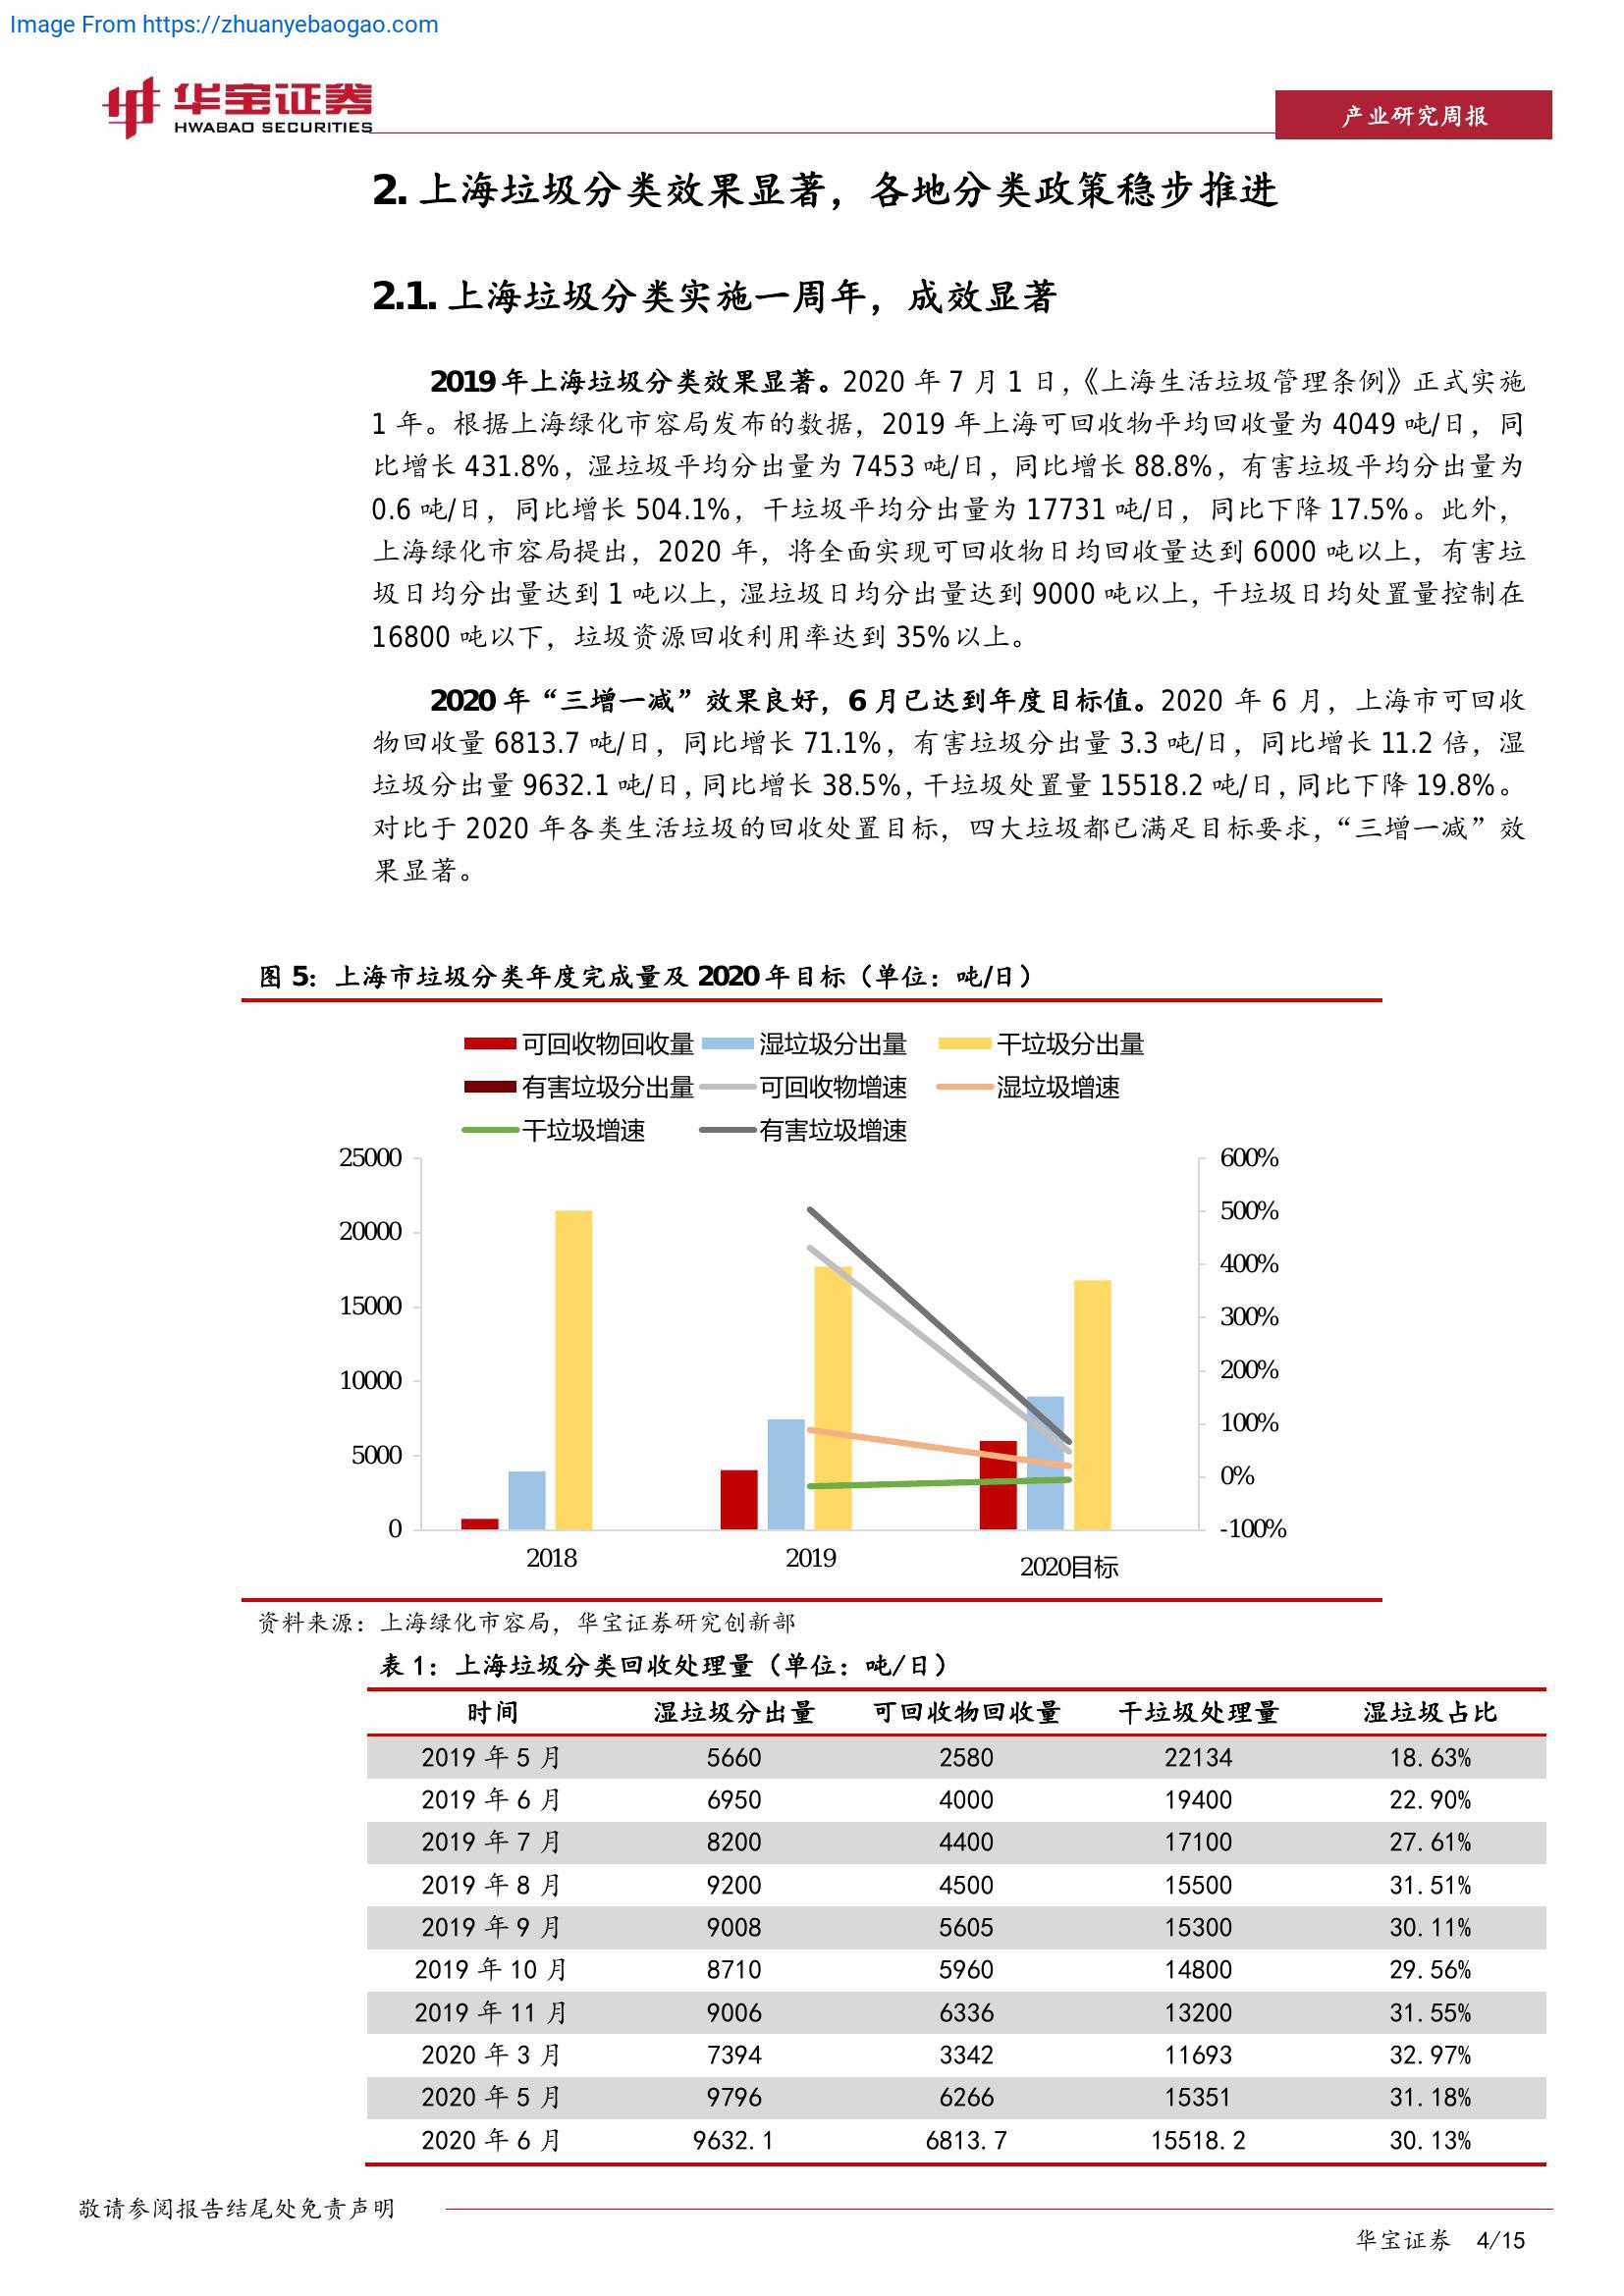 Image From https://zhuanyebaogao.com
华宝证券
HWABAO SECURITIES
产业研究周报
2. 上海垃圾分类效果显著，各地分类政策稳步推进
2.1. 上海垃圾分类实施一周年，成效显著
2019 年上海垃圾分类效果显著。2020 年 7 月 1 日，《上海生活垃圾管理条例》正式实施
1 年。根据上海绿化市容局发布的数据，2019 年上海可回收物平均回收量为 4049 吨/日，同
比增长 431.8%，湿垃圾平均分出量为 7453 吨/日，同比增长 88.8%，有害垃圾平均分出量为
0.6 吨/日，同比增长 504.1%，干垃圾平均分出量为 17731 吨/日，同比下降 17.5%。此外，
上海绿化市容局提出，2020 年，将全面实现可回收物日均回收量达到 6000 吨以上，有害垃
圾日均分出量达到 1 吨以上，湿垃圾日均分出量达到 9000 吨以上，干垃圾日均处置量控制在
16800 吨以下，垃圾资源回收利用率达到 35%以上。
2020 年“三增一减”效果良好，6 月已达到年度目标值。2020 年 6 月，上海市可回收
物回收量 6813.7 吨/日，同比增长 71.1%，有害垃圾分出量 3.3 吨/日，同比增长 11.2 倍，湿
垃圾分出量 9632.1 吨/日，同比增长 38.5%，干垃圾处置量 15518.2 吨/日，同比下降 19.8%。
对比于 2020 年各类生活垃圾的回收处置目标，四大垃圾都已满足目标要求，“三增一减”效
果显著。
图 5：上海市垃圾分类年度完成量及 2020 年目标（单位：吨/日）
可回收物回收量 湿垃圾分出量 干垃圾分出量
有害垃圾分出量 可回收物增速 湿垃圾增速
干垃圾增速 有害垃圾增速
25000 600%
500%
20000
400%
15000 300%
10000 200%
100%
5000
0%
0 -100%
2018 2019 2020目标
资料来源：上海绿化市容局，华宝证券研究创新部
表 1：上海垃圾分类回收处理量（单位：吨/日）
时间 湿垃圾分出量 可回收物回收量 干垃圾处理量 湿垃圾占比
2019 年 5 月 5660 2580 22134 18.63%
2019 年 6 月 6950 4000 19400 22.90%
2019 年 7 月 8200 4400 17100 27.61%
2019 年 8 月 9200 4500 15500 31.51%
2019 年 9 月 9008 5605 15300 30.11%
2019 年 10 月 8710 5960 14800 29.56%
2019 年 11 月 9006 6336 13200 31.55%
2020 年 3 月 7394 3342 11693 32.97%
2020 年 5 月 9796 6266 15351 31.18%
2020 年 6 月 9632.1 6813.7 15518.2 30.13%
敬请参阅报告结尾处免责声明
华宝证券 4/15